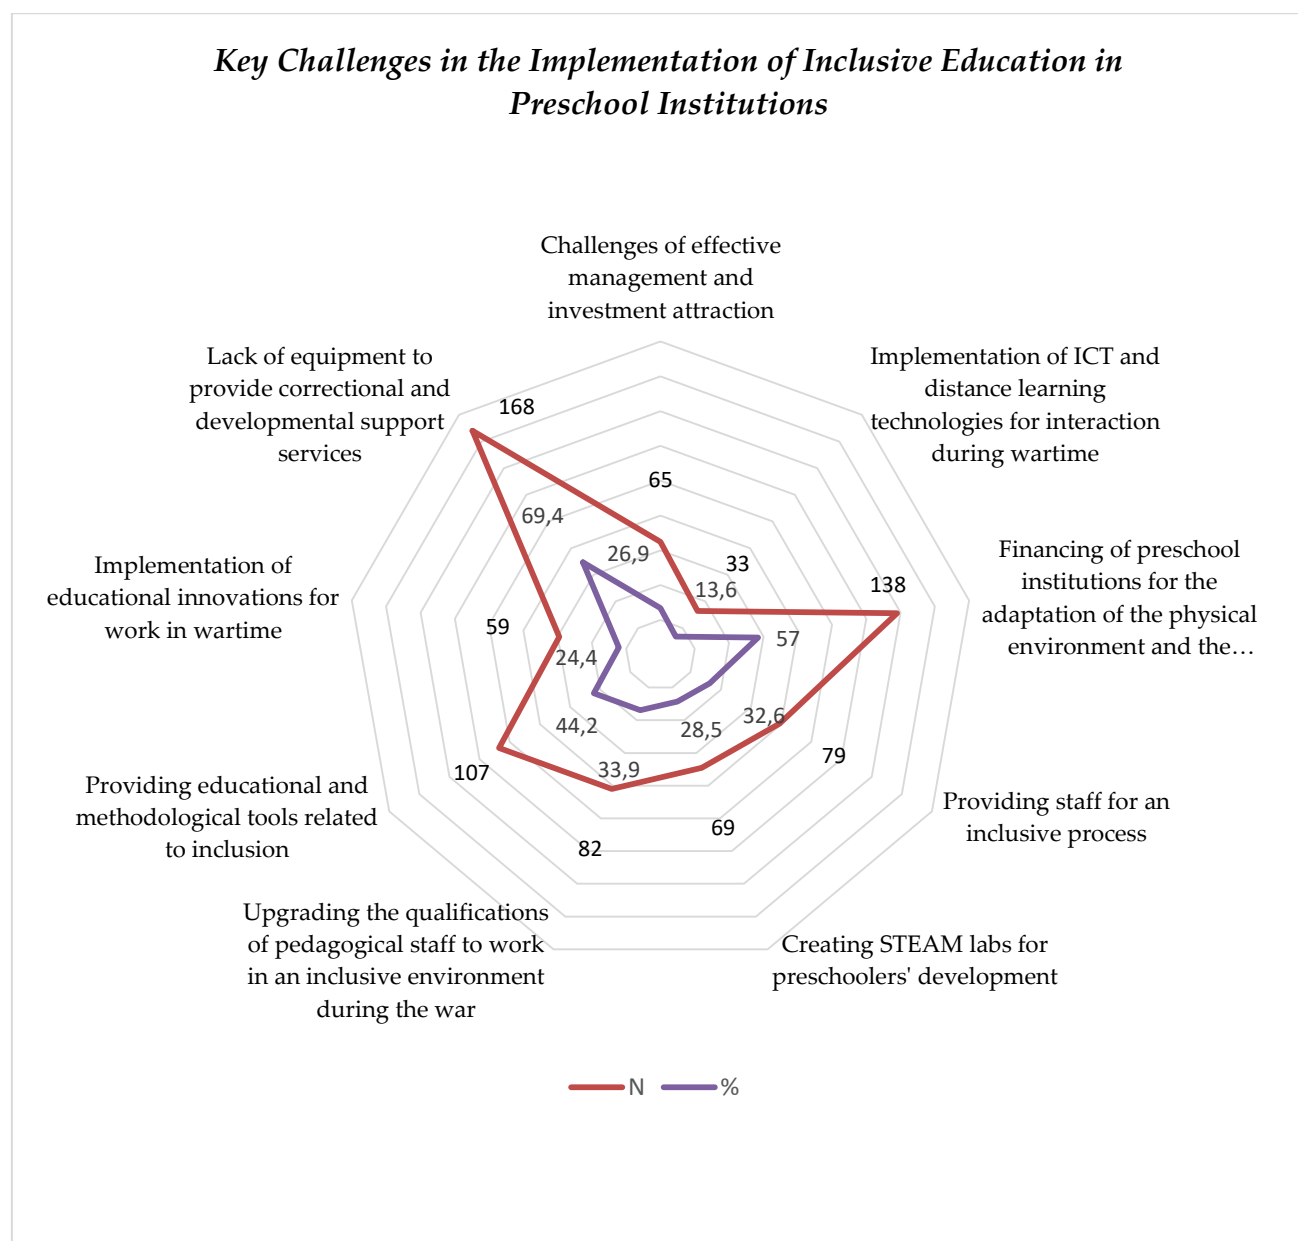 Key Challenges in the Implementation of Inclusive Education in
Preschool Institutions
Challenges of effective
management and
investment attraction
Implementation of ICT and
distance learning
technologies for interaction
during wartime
Financing of preschool
institutions for the
adaptation of the physical
environment and the…
Providing staff for an
inclusive process
Creating STEAM labs for
preschoolers' development
Upgrading the qualifications
of pedagogical staff to work
in an inclusive environment
during the war
Providing educational and
methodological tools related
to inclusion
Implementation of
educational innovations for
work in wartime
Lack of equipment to
provide correctional and
developmental support
services
65
33
138
79
69
82
107
59
168
26,9
13,6
57
32,6
28,5
33,9
44,2
24,4
69,4
N
%